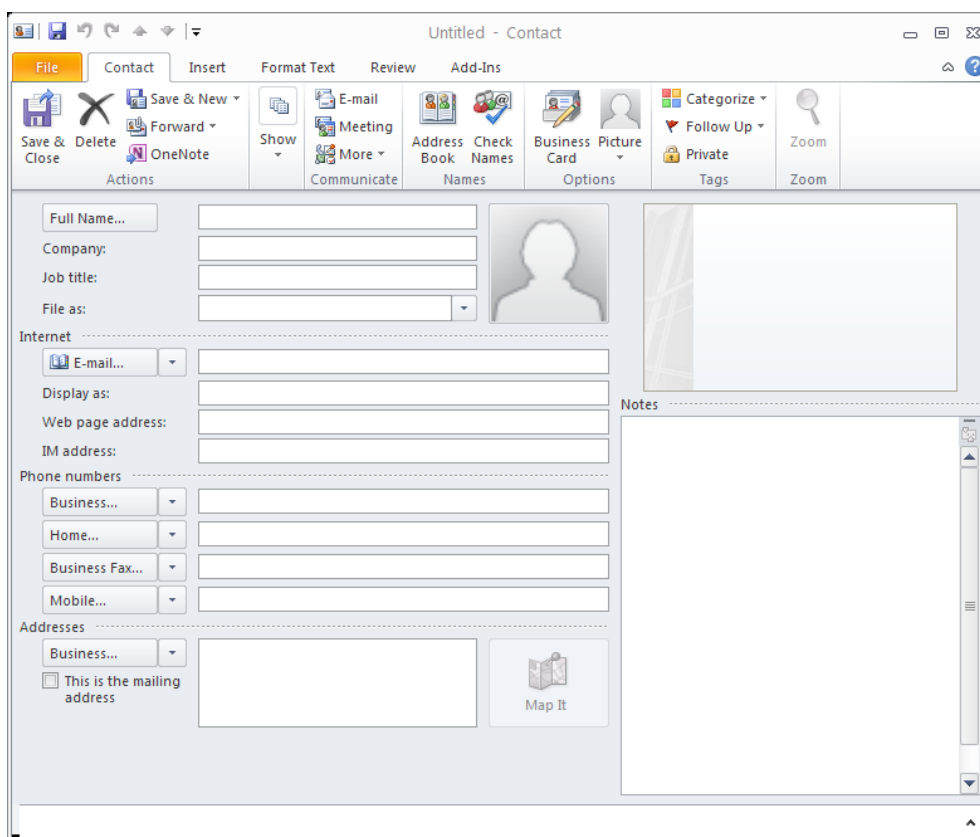 Untitled - Contact
File Contact Insert Format Text Review Add-Ins
Save & Close
Delete
Save & New
Forward
OneNote
Actions
Show
E-mail
Meeting
More
Communicate
Address Book
Check Names
Names
Business Card
Picture
Options
Categorize
Follow Up
Private
Tags
Zoom
Zoom
Full Name...
Company:
Job title:
File as:
Internet
E-mail...
Display as:
Web page address:
IM address:
Phone numbers
Business...
Home...
Business Fax...
Mobile...
Addresses
Business...
This is the mailing
address
Map It
Notes